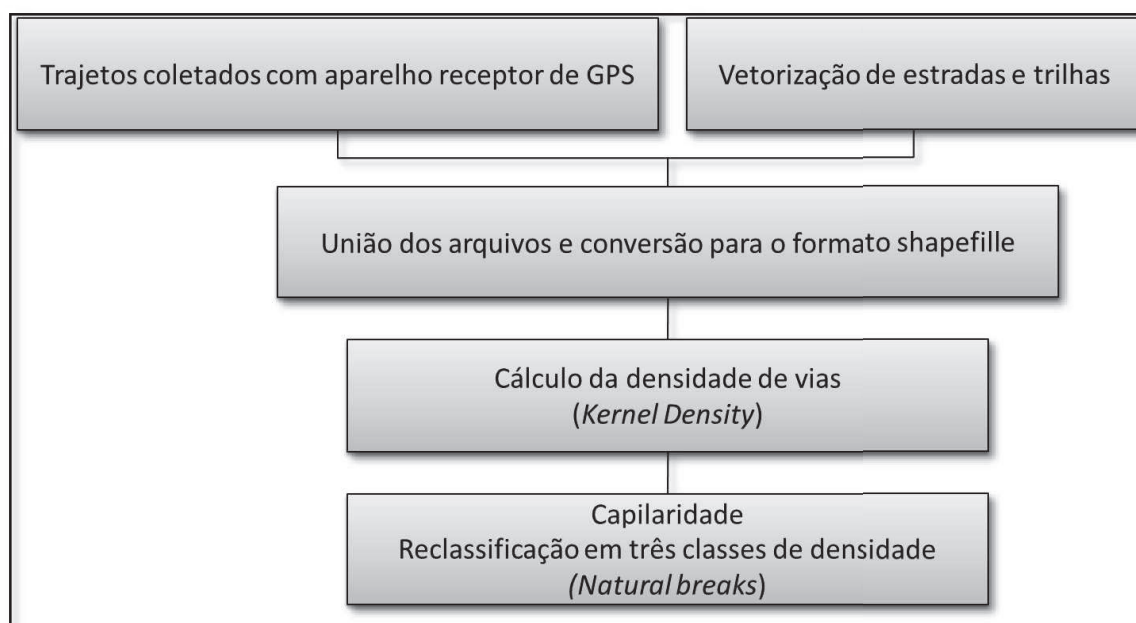 Trajetos coletados com aparelho receptor de GPS
Vetorização de estradas e trilhas
União dos arquivos e conversão para o formato shapefille
Cálculo da densidade de vias
(Kernel Density)
Capilaridade
Reclassificação em três classes de densidade
(Natural breaks)